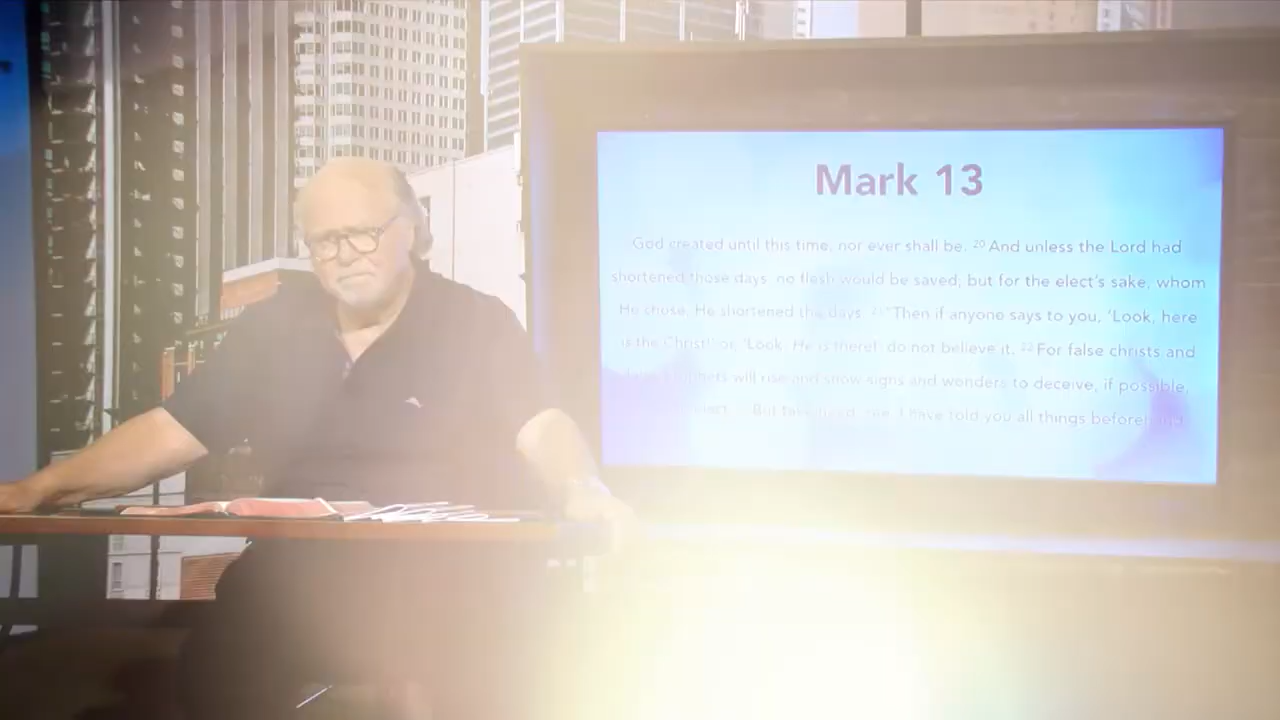 Mark 13
God created until this time, nor ever shall be. 20 And unless the Lord had
shortened those days, no flesh would be saved; but for the elect's sake, whom
He chose, He shortened the days. 21 "Then if anyone says to you, 'Look, here
is the Christ!' or, 'Look, He is there!' do not believe it. 22 For false christs and
will rise and show signs and wonders to deceive, if possible,
But take heed; see, I have told you all things